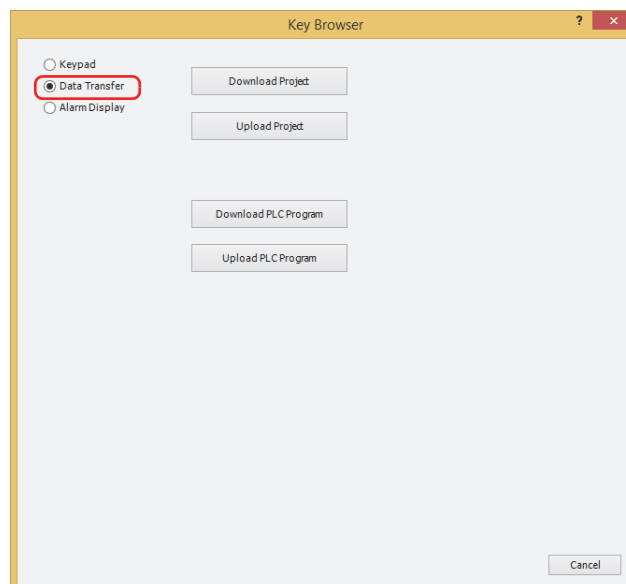 Key Browser
?
Keypad
Data Transfer
Alarm Display
Download Project
Upload Project
Download PLC Program
Upload PLC Program
Cancel